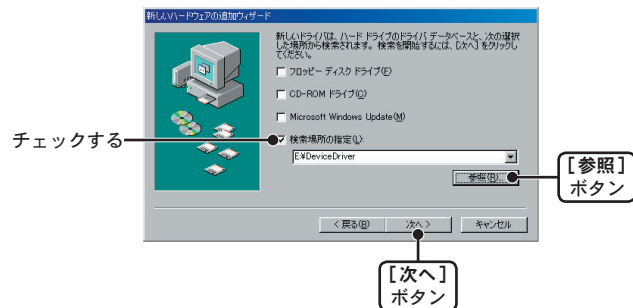 新しいハードウェアの追加ウィザード
新しいドライバは、ハード ドライブのドライバ データベースと、次の選択
した場所から検索されます。検索を開始するには、[次へ] をクリックし
てください。
フロッピー ディスク ドライブ(F)
CD-ROM ドライブ(C)
Microsoft Windows Update(M)
チェックする
検索場所の指定(L):
E:¥DeviceDriver
参照(R)...
[参照]
ボタン
< 戻る(B)
次へ >
キャンセル
[次へ]
ボタン